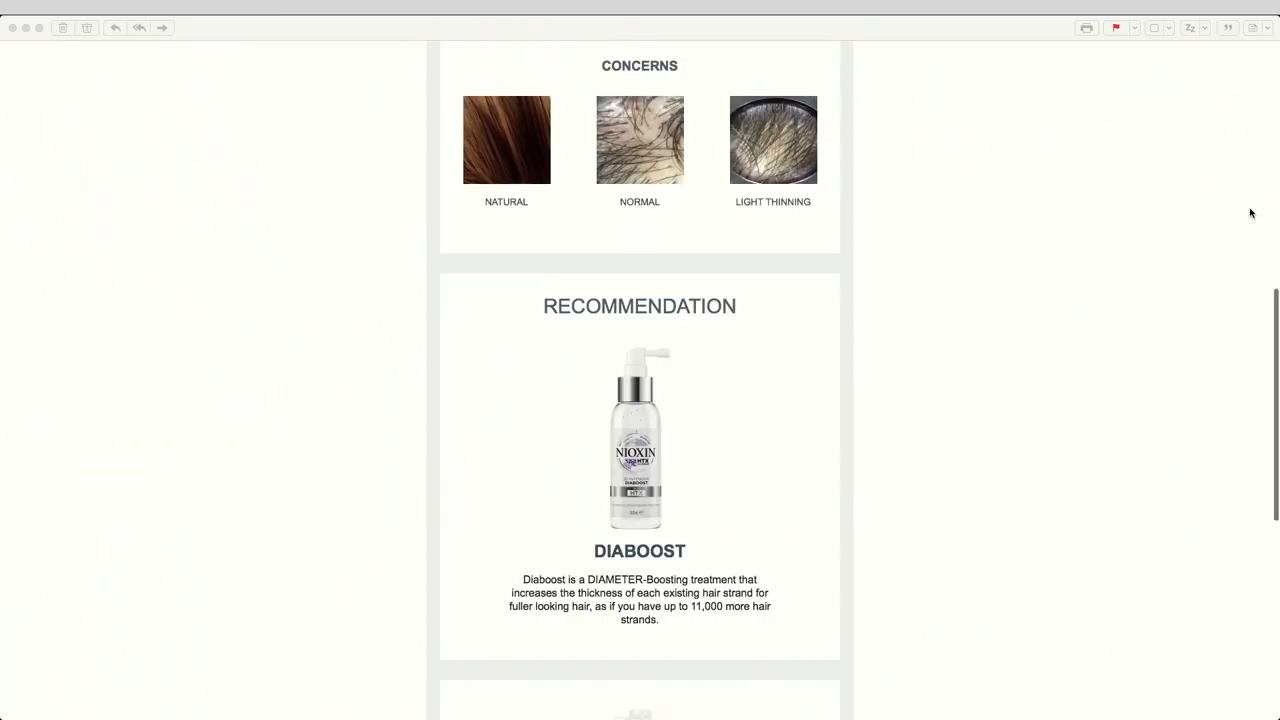 CONCERNS
NATURAL
NORMAL
LIGHT THINNING
RECOMMENDATION
NIOXIN
HTX
DIABOOST
HTX
DIABOOST
Diaboost is a DIAMETER-Boosting treatment that
increases the thickness of each existing hair strand for
fuller looking hair, as if you have up to 11,000 more hair
strands.